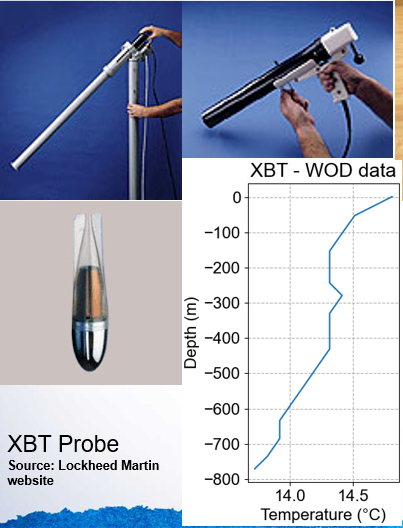 XBT - WOD data
0
−100
−200
−300
−400
−500
−600
−700
−800
Depth (m)
14.0 14.5
Temperature (°C)
XBT Probe
Source: Lockheed Martin
website